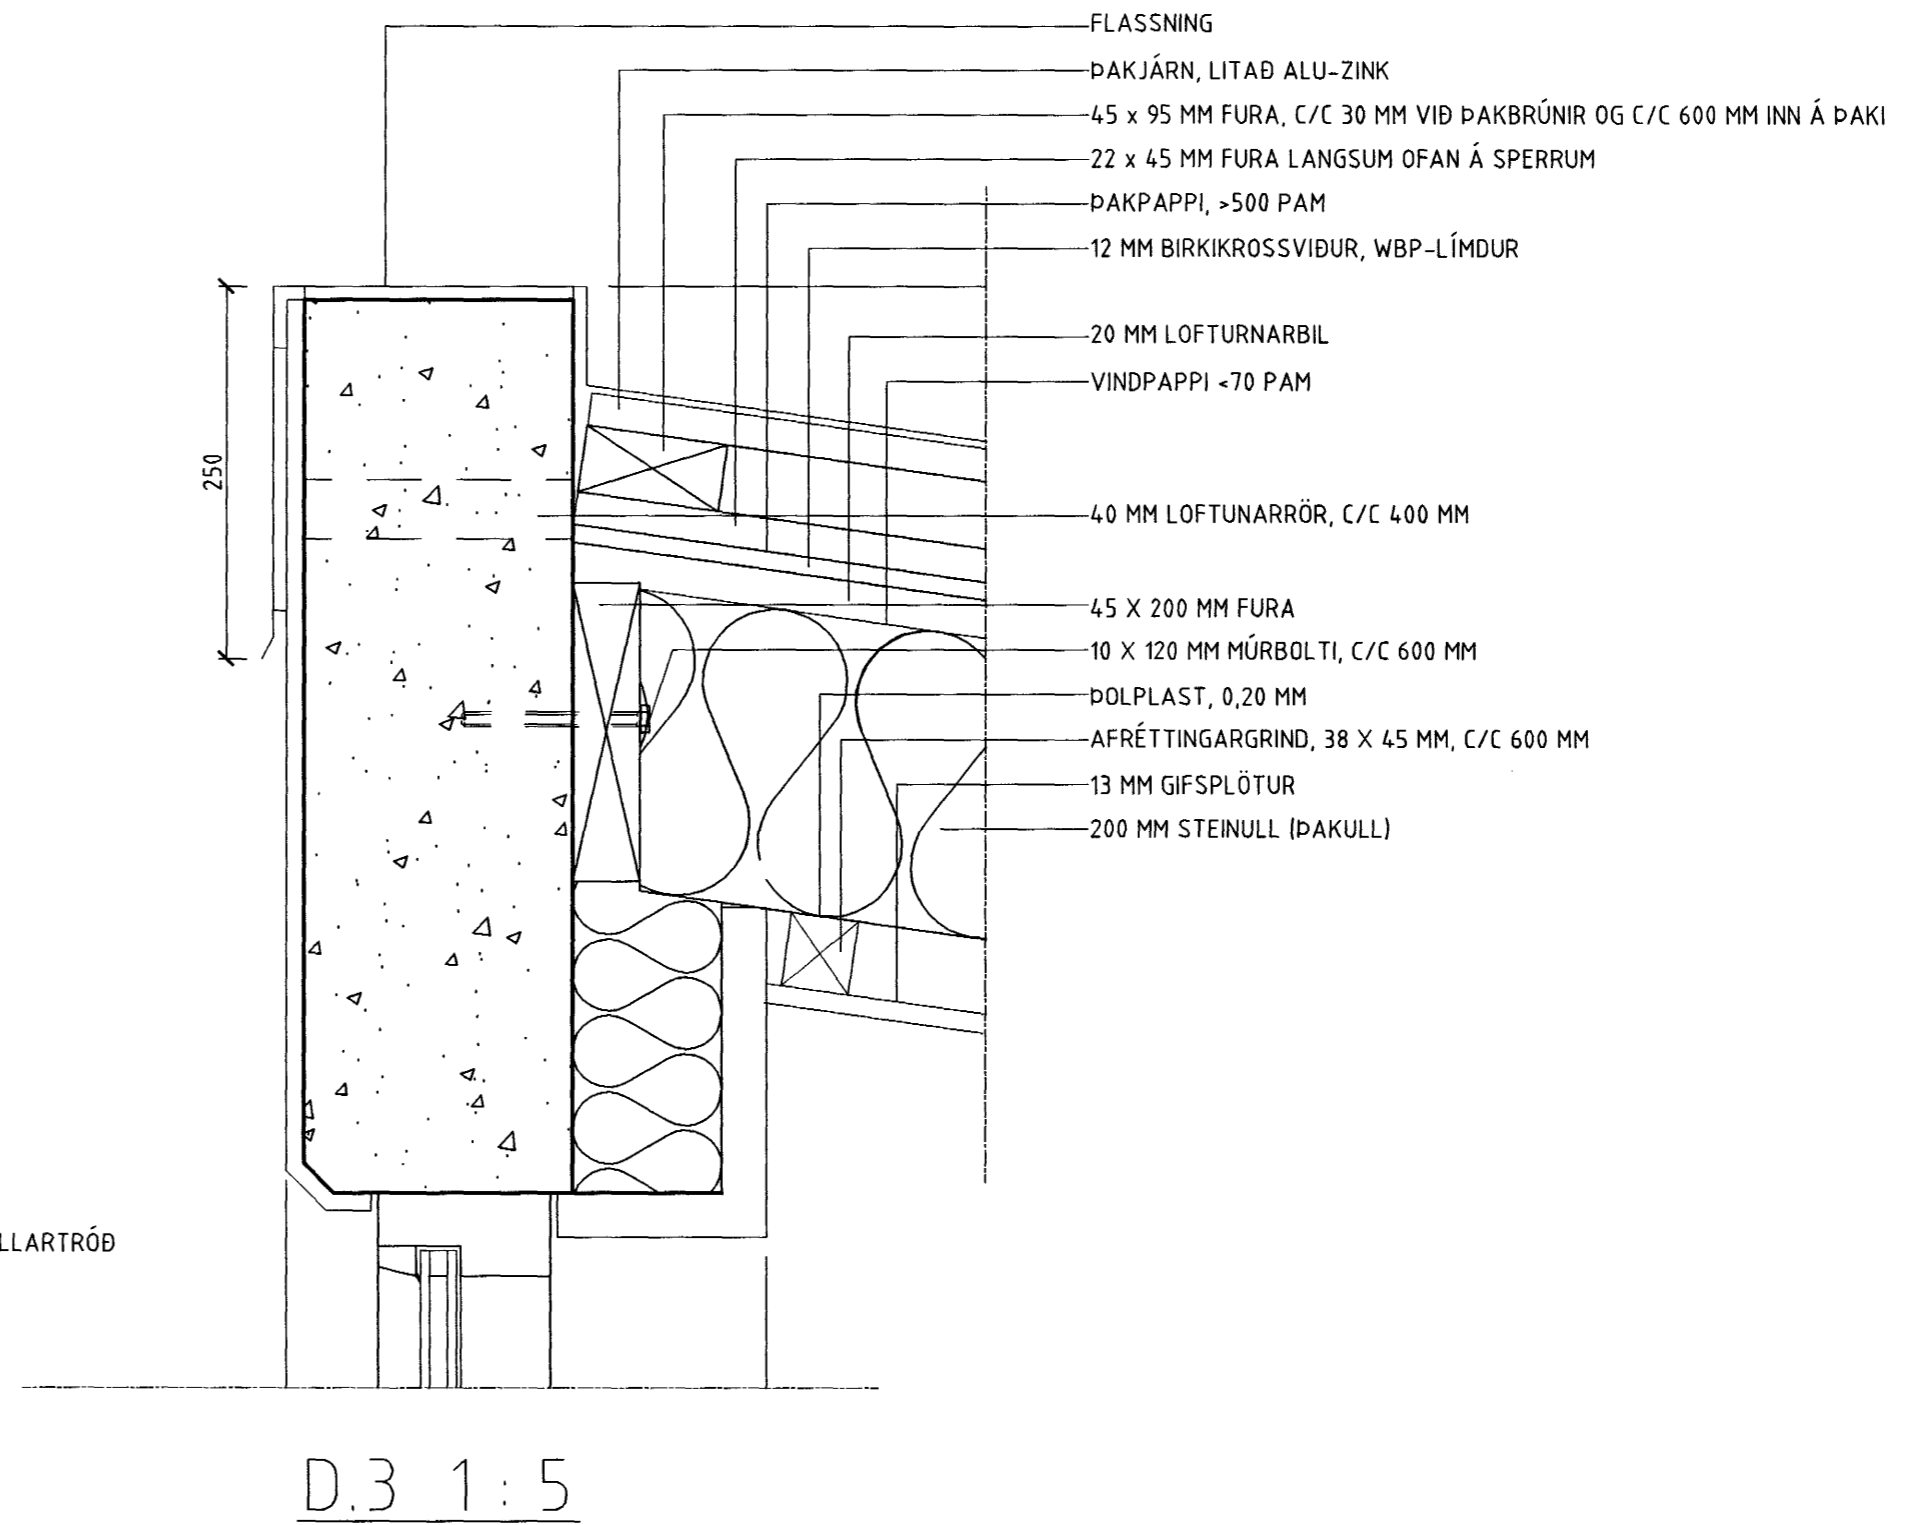 FLASSNING
ÞAKJÁRN, LITAÐ ALU-ZINK
45 x 95 MM FURA, C/C 30 MM VIÐ ÞAKBRÚNIR OG C/C 600 MM INN Á ÞAKI
22 x 45 MM FURA LANGSUM OFAN Á SPERRUM
ÞAKPAPPI, >500 PAM
12 MM BIRKIKROSSVIÐUR, WBP-LÍMDUR
20 MM LOFTURNARBIL
VINDPAPPI <70 PAM
250
40 MM LOFTUNARRÖR, C/C 400 MM
45 X 200 MM FURA
10 X 120 MM MÚRBOLTI, C/C 600 MM
ÞOLPLAST, 0,20 MM
AFRÉTTINGARGRIND, 38 X 45 MM, C/C 600 MM
13 MM GIFSPLÖTUR
200 MM STEINULL (ÞAKULL)
LLARTRÓÐ
D.3 1:5